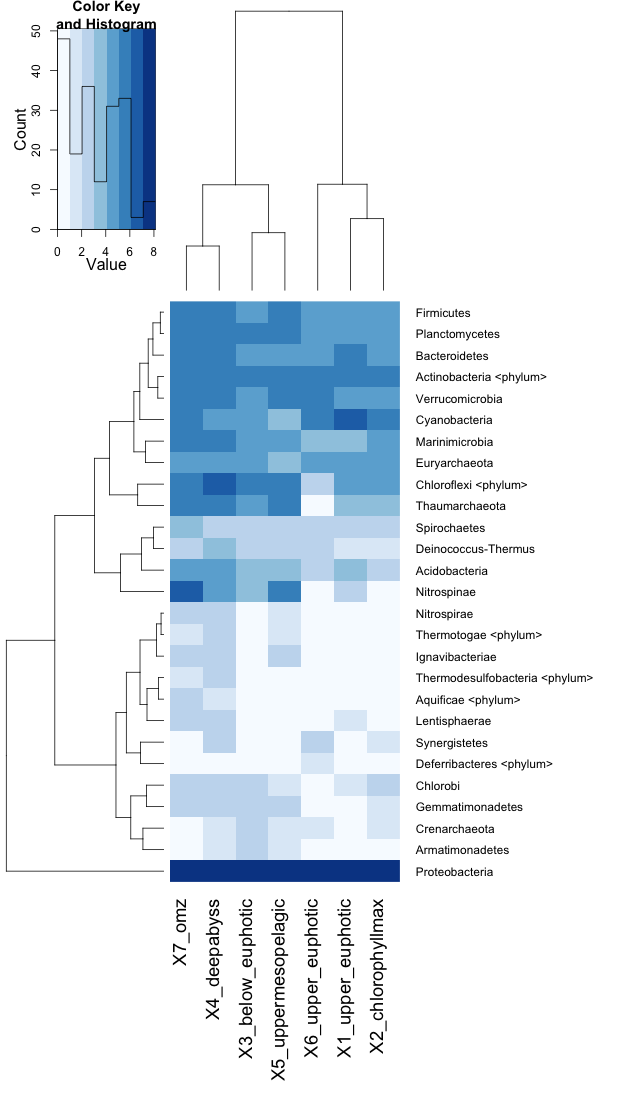 Color Key
and Histogram
Count
50
40
30
20
10
0
0 2 4 6 8
Value
Firmicutes
Planctomycetes
Bacteroidetes
Actinobacteria <phylum>
Verrucomicrobia
Cyanobacteria
Marinimicrobia
Euryarchaeota
Chloroflexi <phylum>
Thaumarchaeota
Spirochaetes
Deinococcus-Thermus
Acidobacteria
Nitrospinae
Nitrospirae
Thermotogae <phylum>
Ignavibacteriae
Thermodesulfobacteria <phylum>
Aquificae <phylum>
Lentisphaerae
Synergistetes
Deferribacteres <phylum>
Chlorobi
Gemmatimonadetes
Crenarchaeota
Armatimonadetes
Proteobacteria
X7_omz
X4_deepabyss
X3_below_euphotic
X5_uppermesopelagic
X6_upper_euphotic
X1_upper_euphotic
X2_chlorophyllmax